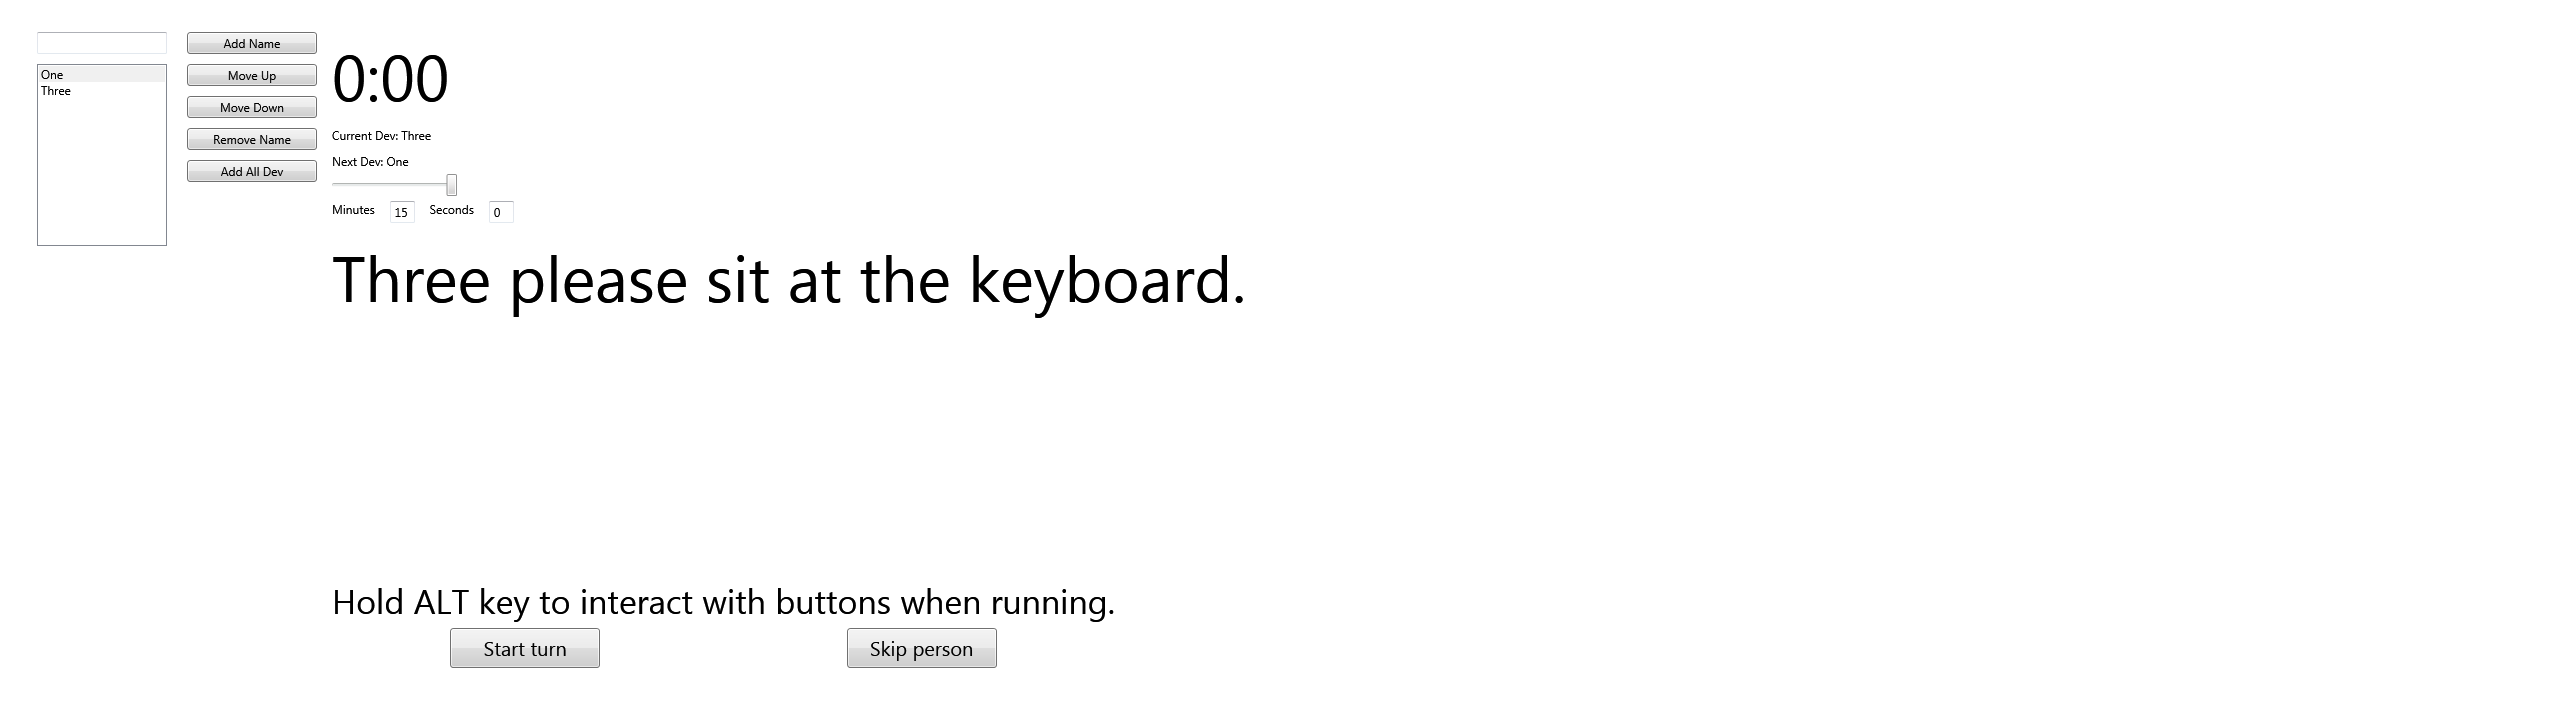 Add Name
One
Three
Move Up
Move Down
Remove Name
Add All Dev
0:00
Current Dev: Three
Next Dev: One
Minutes 15 Seconds 0
Three please sit at the keyboard.
Hold ALT key to interact with buttons when running.
Start turn Skip person